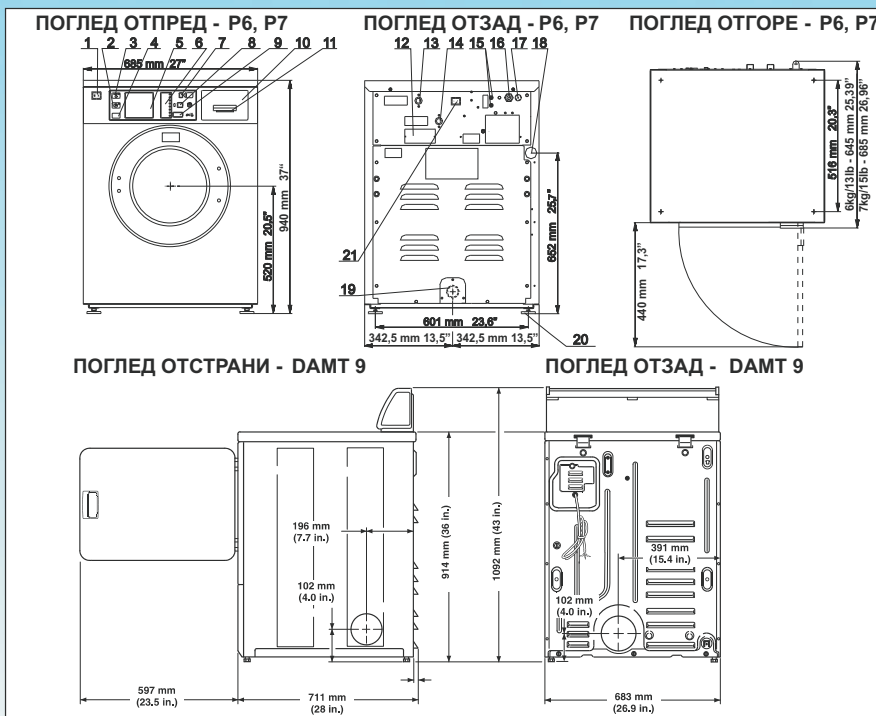 ПОГЛЕД ОТПРЕД - P6, P7
1 2 3 4 5 6 7 8 9 10 11
685 mm 27"
940 mm 37"
520 mm 20,5"
ПОГЛЕД ОТЗАД - P6, P7
12 13 14 15 16 17 18
21
19
20
652 mm 25,7"
601 mm 23,6"
342,5 mm 13,5"
342,5 mm 13,5"
ПОГЛЕД ОТГОРЕ - P6, P7
516 mm 20,3"
6kg/13lb - 645 mm 25,39"
7kg/15lb - 685 mm 26,96"
440 mm 17,3"
ПОГЛЕД ОТСТРАНИ - DAMT 9
196 mm
(7.7 in.)
102 mm
(4.0 in.)
914 mm (36 in.)
1092 mm (43 in.)
597 mm
(23.5 in.)
711 mm
(28 in.)
ПОГЛЕД ОТЗАД - DAMT 9
391 mm
(15.4 in.)
102 mm
(4.0 in.)
683 mm
(26.9 in.)